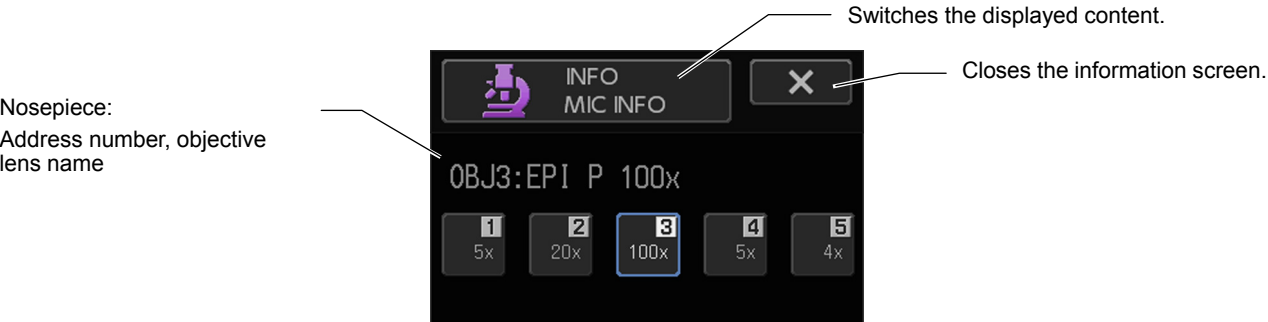 Switches the displayed content.
INFO
MIC INFO
Closes the information screen.
Nosepiece:
Address number, objective
lens name
OBJ3:EPI P 100x
1
5x
2
20x
3
100x
4
5x
5
4x